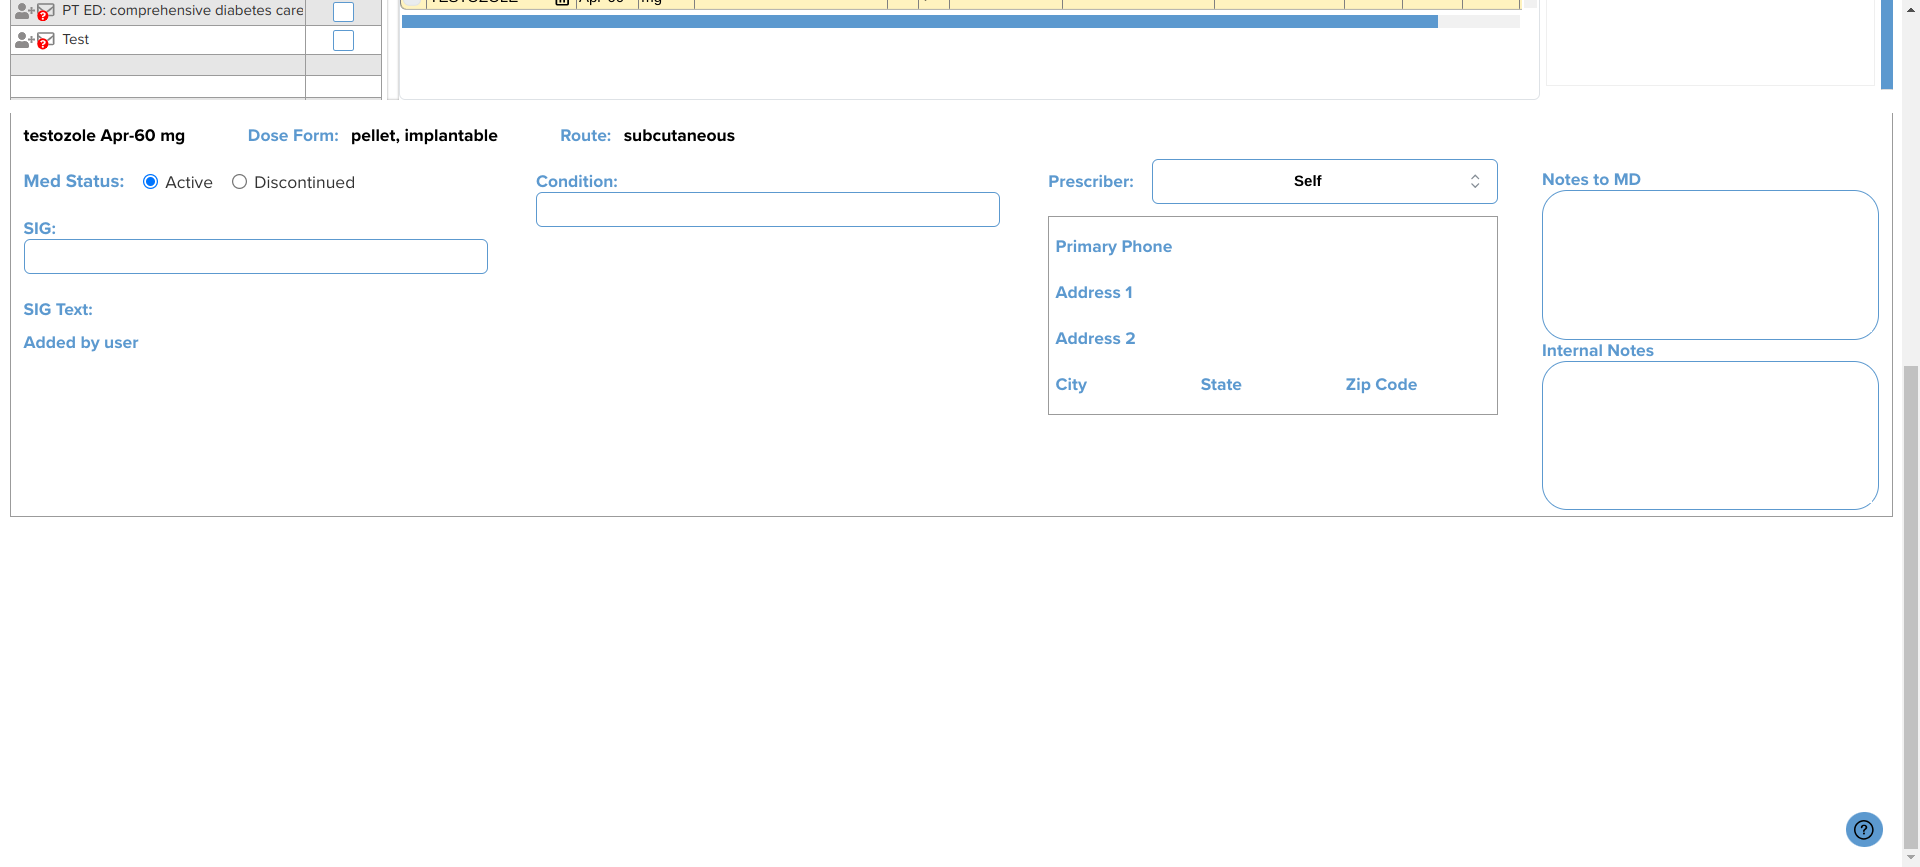 PT ED: comprehensive diabetes care
Test
testozole Apr-60 mg Dose Form: pellet, implantable Route: subcutaneous
Med Status: Active Discontinued
Condition:
Prescriber: Self
Notes to MD
SIG:
Primary Phone
Address 1
SIG Text:
Address 2
Added by user
Internal Notes
City State Zip Code